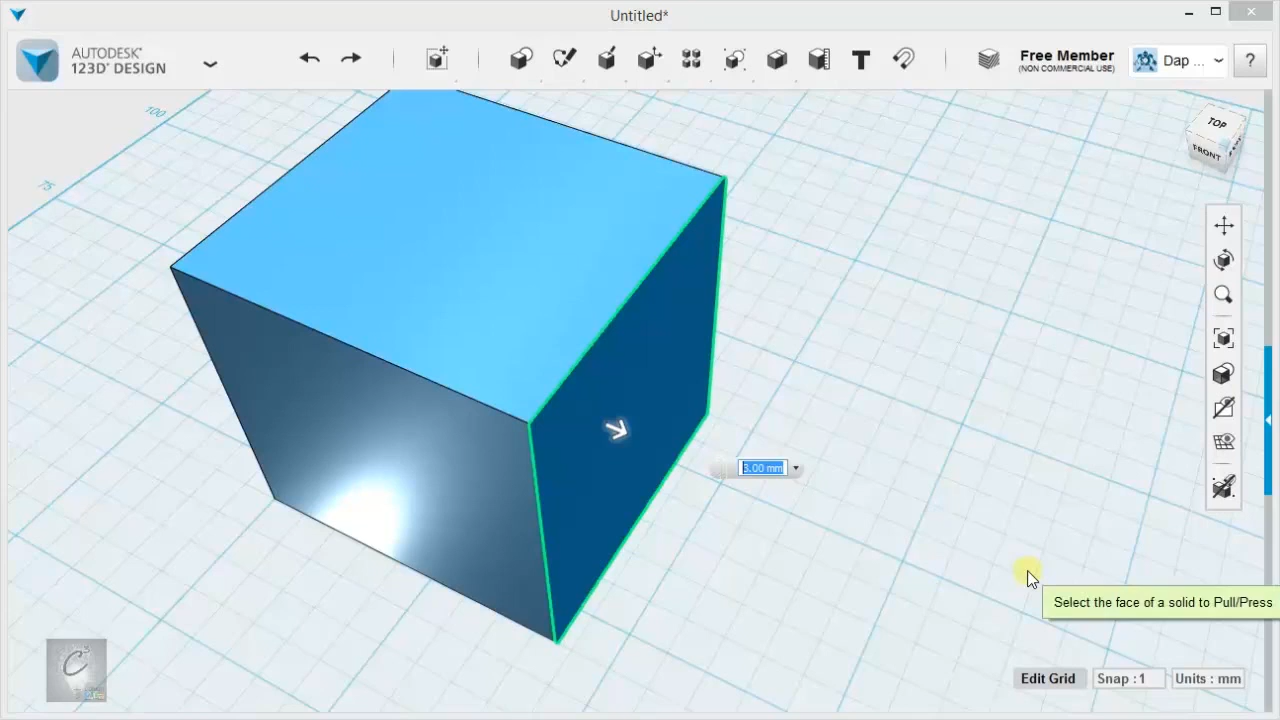 Untitled*
AUTODESK®
123D® DESIGN
T
Free Member
(NON COMMERCIAL USE)
Dap ...
?
100
75
TOP
FRONT
3.00 mm
Select the face of a solid to Pull/Press
Edit Grid
Snap : 1
Units : mm